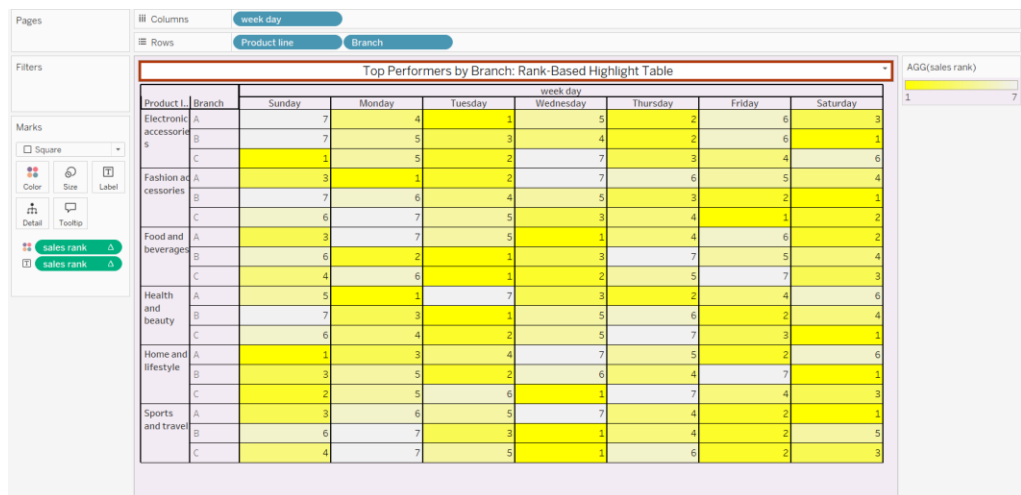 Pages
iii Columns
week day
Rows
Product line
Branch
Filters
Top Performers by Branch: Rank-Based Highlight Table
AGG(sales rank)
1 7
Marks
Square
Color Size Label
Detail Tooltip
sales rank Δ
T sales rank Δ
week day
Product l.. Branch Sunday Monday Tuesday Wednesday Thursday Friday Saturday
Electronic A 7 4 1 5 2 6 3
accessorie B 7 5 3 4 2 6 1
s C 1 5 2 7 3 4 6
Fashion ac A 3 1 2 7 6 5 4
cessories B 7 6 4 5 3 2 1
C 6 7 5 3 4 1 2
Food and A 3 7 5 1 4 6 2
beverages B 6 2 1 3 7 5 4
C 4 6 1 2 5 7 3
Health A 5 1 7 3 2 4 6
and B 7 3 1 5 6 2 4
beauty C 6 4 2 5 7 3 1
Home and A 1 3 4 7 5 2 6
lifestyle B 3 5 2 6 4 7 1
C 2 5 6 1 7 4 3
Sports A 3 6 5 7 4 2 1
and travel B 6 7 3 1 4 2 5
C 4 7 5 1 6 2 3